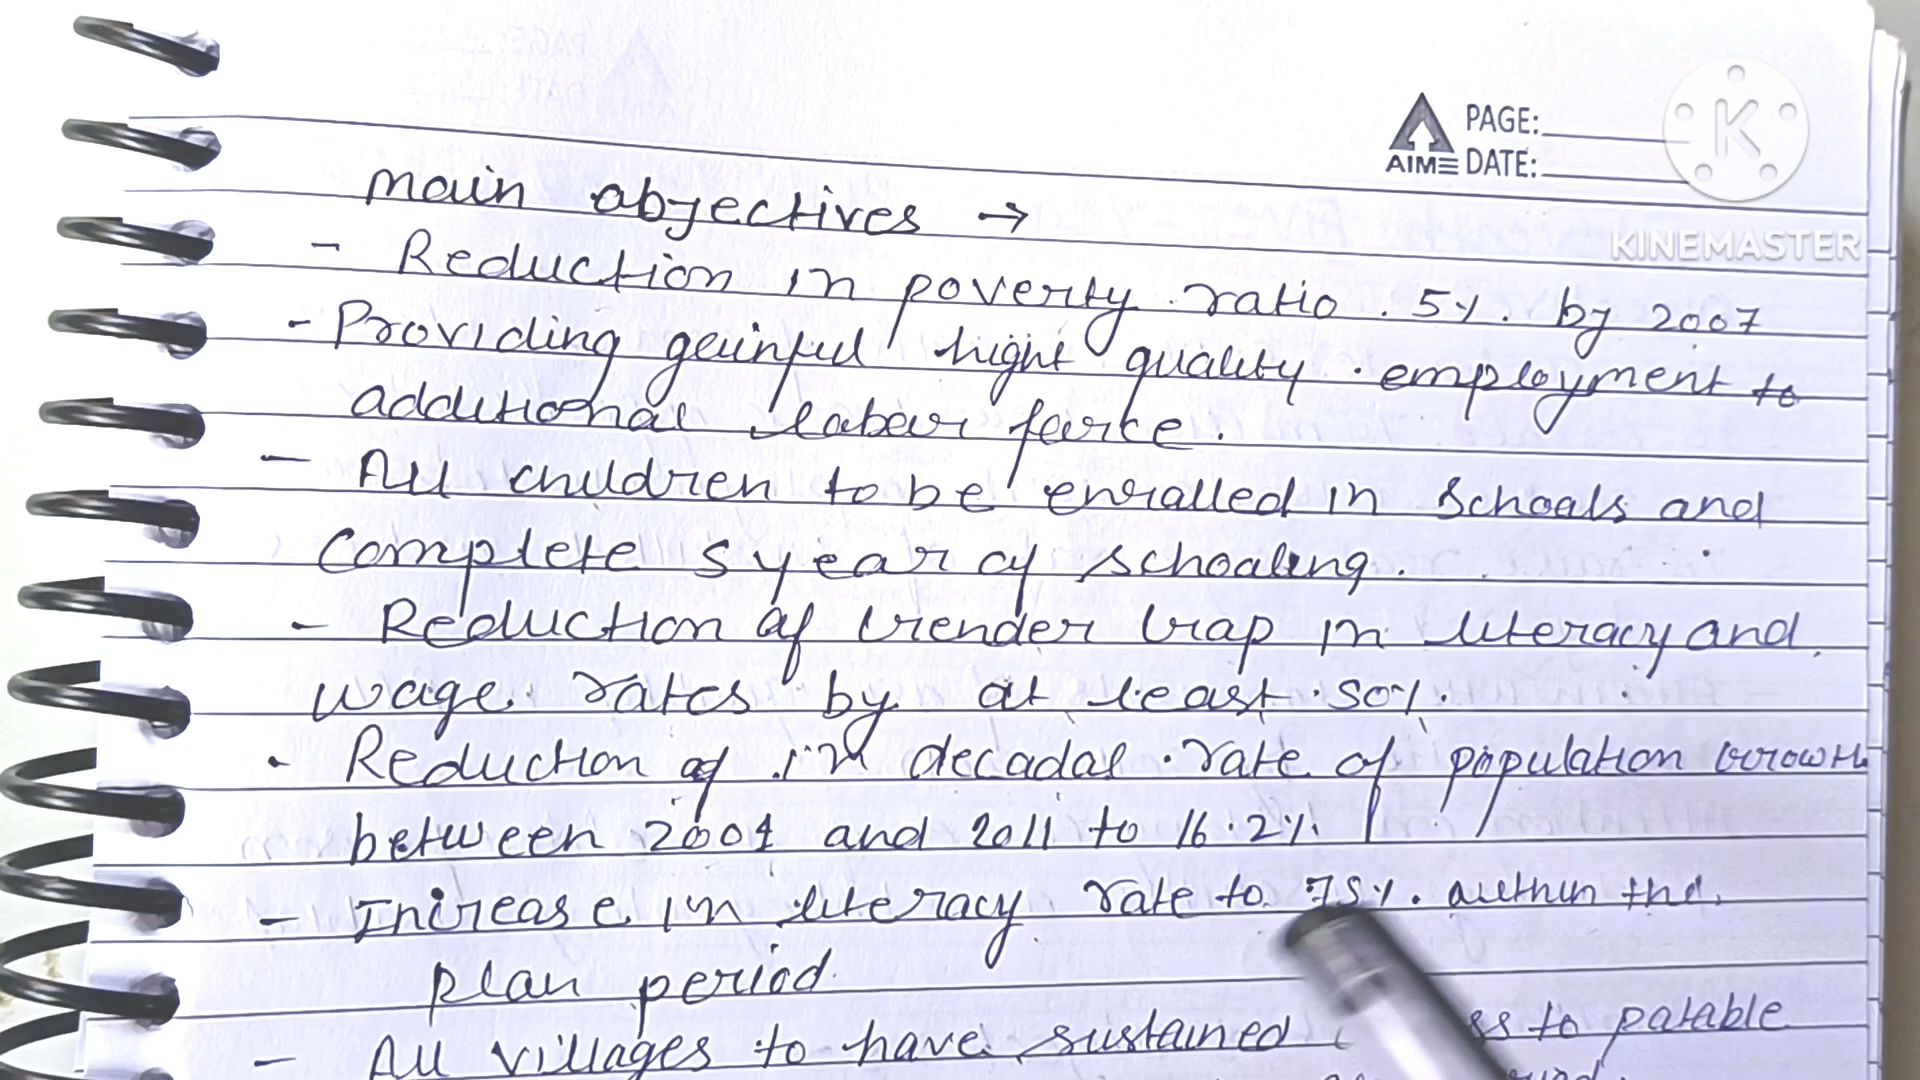 PAGE:
AIM DATE:
K
KINEMASTER
main objectives →
- Reduction in poverty ratio . 5%. by 2007
- Providing gainful hight quality . employment to
additional labour force.
- All children to be enrolled in schools and
Complete 5 year of schooling.
- Reduction of Gender Gap in literacy and
wage rates by at least 50%.
- Reduction of in decadal rate of population Growth
between 2001 and 2011 to 16.2%.
- Increase in literacy rate to 75%. within the
plan period.
- All villages to have sustained ss to patable